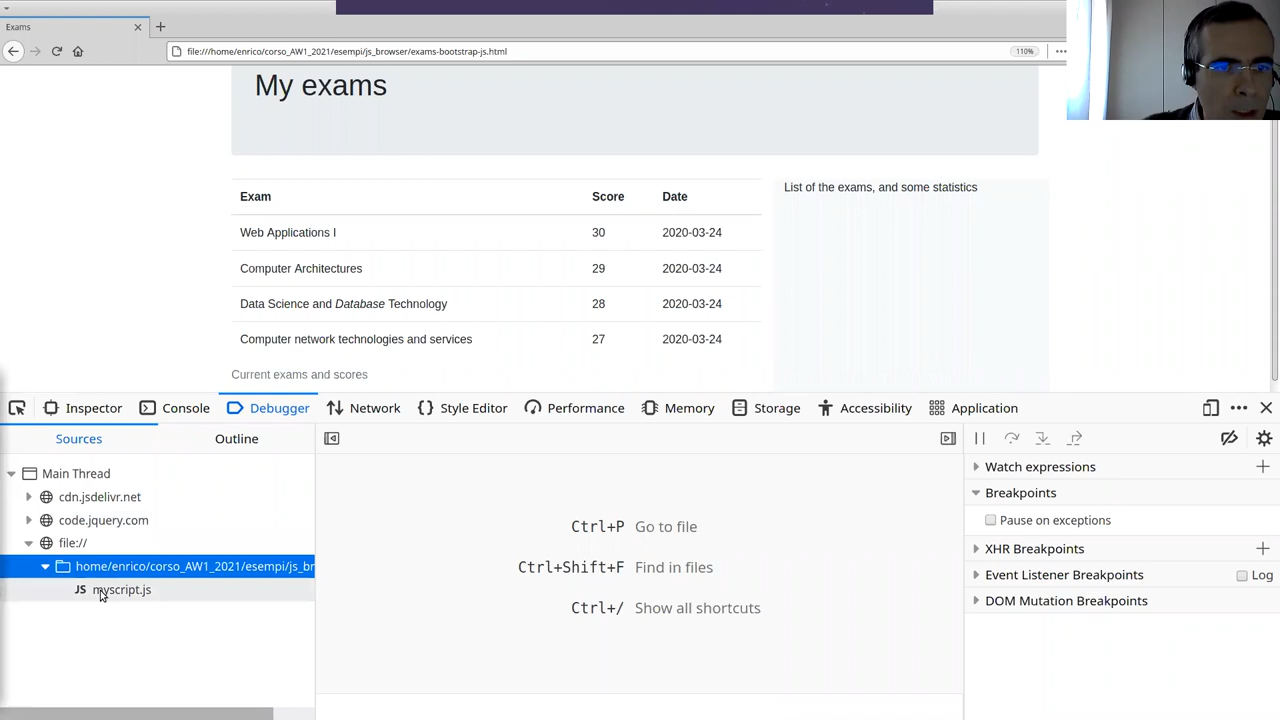 Exams
file:///home/enrico/corso_AW1_2021/esempi/js_browser/exams-bootstrap-js.html
110%
My exams
Exam Score Date
Web Applications I 30 2020-03-24
Computer Architectures 29 2020-03-24
Data Science and Database Technology 28 2020-03-24
Computer network technologies and services 27 2020-03-24
Current exams and scores
List of the exams, and some statistics
Inspector Console Debugger Network Style Editor Performance Memory Storage Accessibility Application
Sources Outline
Main Thread
cdn.jsdelivr.net
code.jquery.com
file://
home/enrico/corso_AW1_2021/esempi/js_br
JS myscript.js
Ctrl+P Go to file
Ctrl+Shift+F Find in files
Ctrl+/ Show all shortcuts
Watch expressions
Breakpoints
Pause on exceptions
XHR Breakpoints
Event Listener Breakpoints Log
DOM Mutation Breakpoints